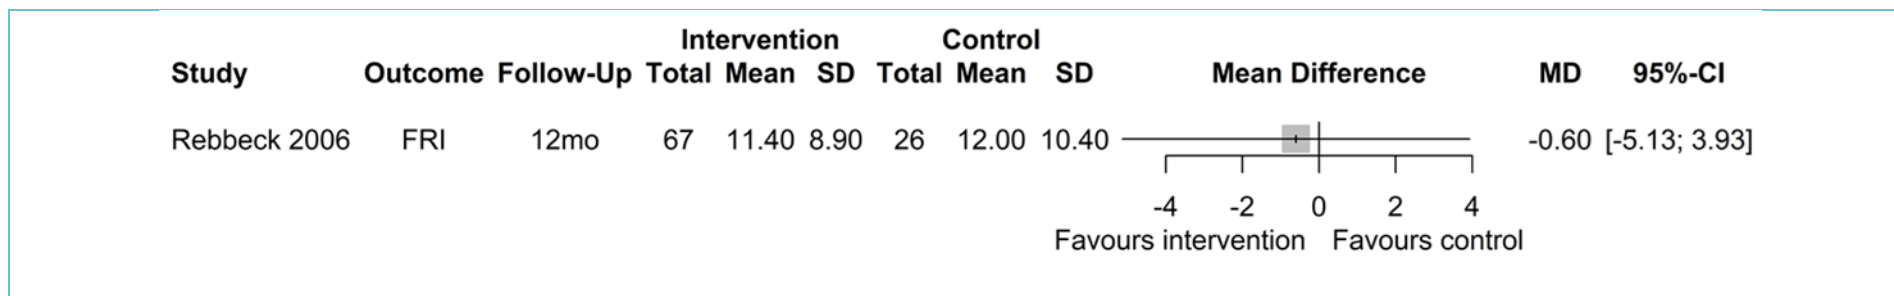 Intervention Control
Study Outcome Follow-Up Total Mean SD Total Mean SD Mean Difference MD 95%-CI
Rebbeck 2006 FRI 12mo 67 11.40 8.90 26 12.00 10.40 -0.60 [-5.13; 3.93]
-4 -2 0 2 4
Favours intervention Favours control